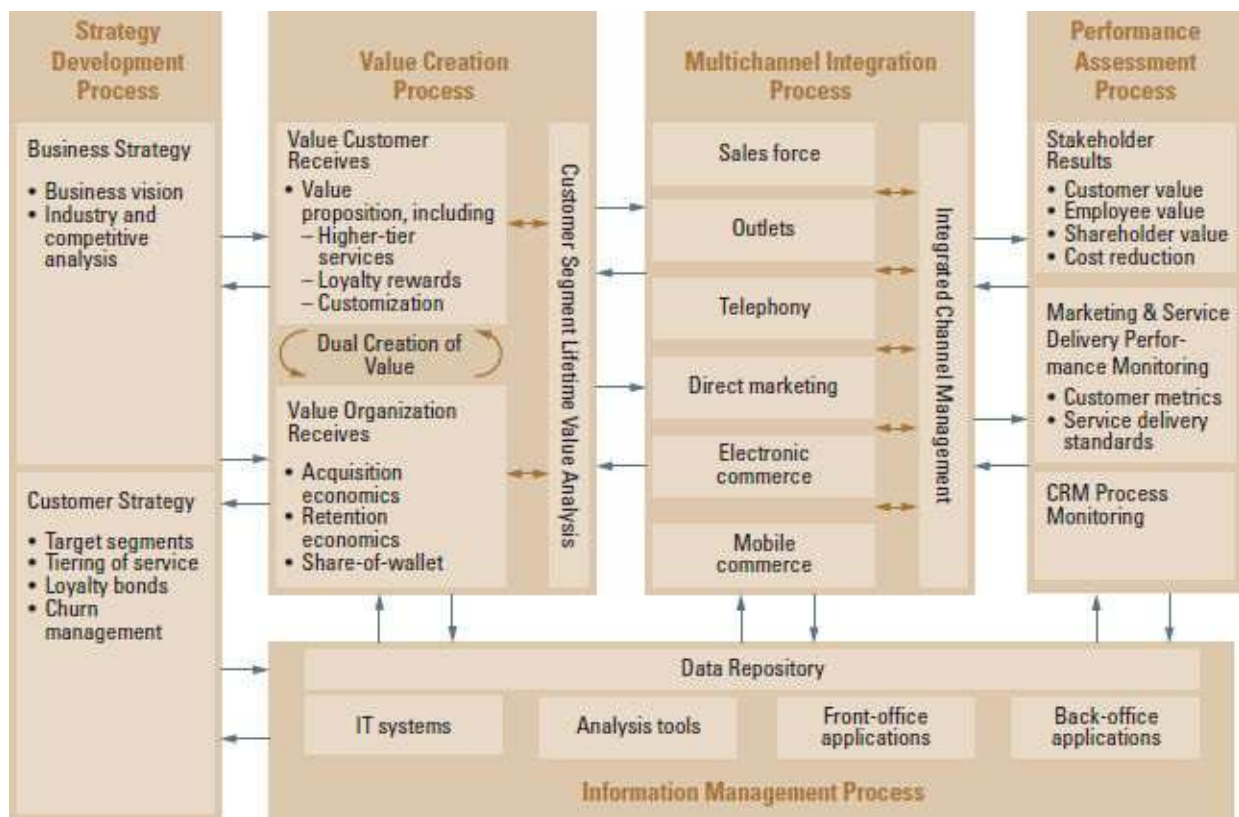 Strategy
Development
Process
Business Strategy
• Business vision
• Industry and
competitive
analysis
Customer Strategy
• Target segments
• Tiering of service
• Loyalty bonds
• Churn
management
Value Creation
Process
Value Customer
Receives
• Value
proposition, including
– Higher-tier
services
– Loyalty rewards
– Customization
Dual Creation of
Value
Value Organization
Receives
• Acquisition
economics
• Retention
economics
• Share-of-wallet
Customer Segment Lifetime Value Analysis
Multichannel Integration
Process
Sales force
Outlets
Telephony
Direct marketing
Electronic
commerce
Mobile
commerce
Integrated Channel Management
Performance
Assessment
Process
Stakeholder
Results
• Customer value
• Employee value
• Shareholder value
• Cost reduction
Marketing & Service
Delivery Perfor-
mance Monitoring
• Customer metrics
• Service delivery
standards
CRM Process
Monitoring
Data Repository
IT systems
Analysis tools
Front-office
applications
Back-office
applications
Information Management Process